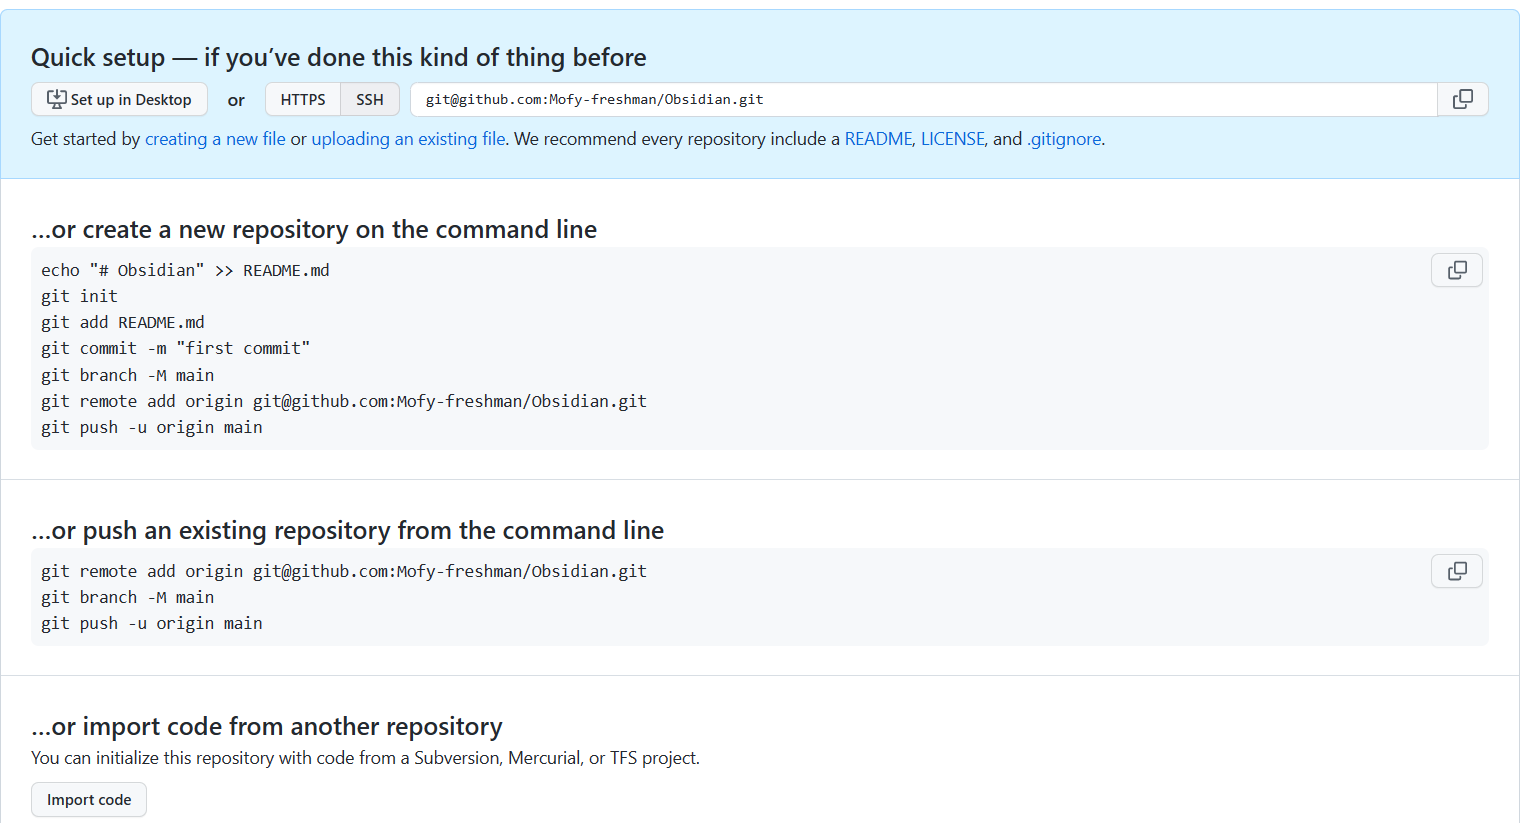 Quick setup — if you’ve done this kind of thing before
Set up in Desktop or HTTPS SSH git@github.com:Mofy-freshman/Obsidian.git
Get started by creating a new file or uploading an existing file. We recommend every repository include a README, LICENSE, and .gitignore.
…or create a new repository on the command line
echo "# Obsidian" >> README.md
git init
git add README.md
git commit -m "first commit"
git branch -M main
git remote add origin git@github.com:Mofy-freshman/Obsidian.git
git push -u origin main
…or push an existing repository from the command line
git remote add origin git@github.com:Mofy-freshman/Obsidian.git
git branch -M main
git push -u origin main
…or import code from another repository
You can initialize this repository with code from a Subversion, Mercurial, or TFS project.
Import code